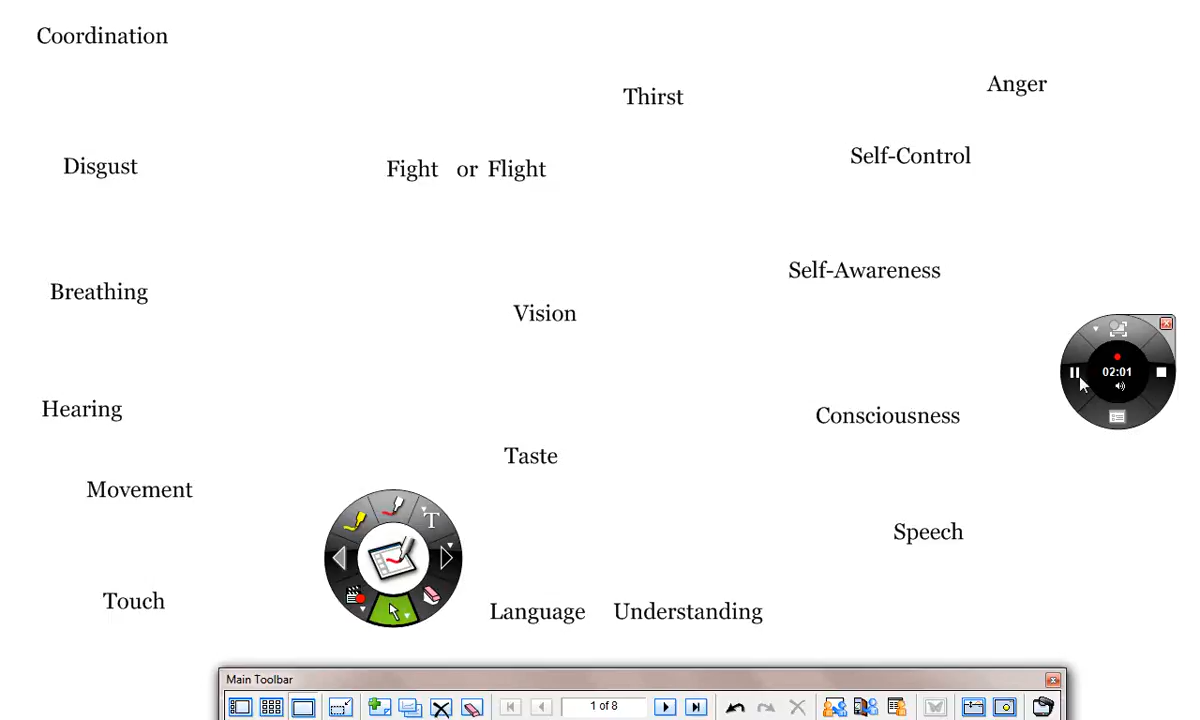 Coordination
Thirst
Anger
Disgust
Fight or Flight
Self-Control
Self-Awareness
Breathing
Vision
02:01
Hearing
Consciousness
Taste
Movement
T
Speech
Touch
Language Understanding
Main Toolbar
1 of 8